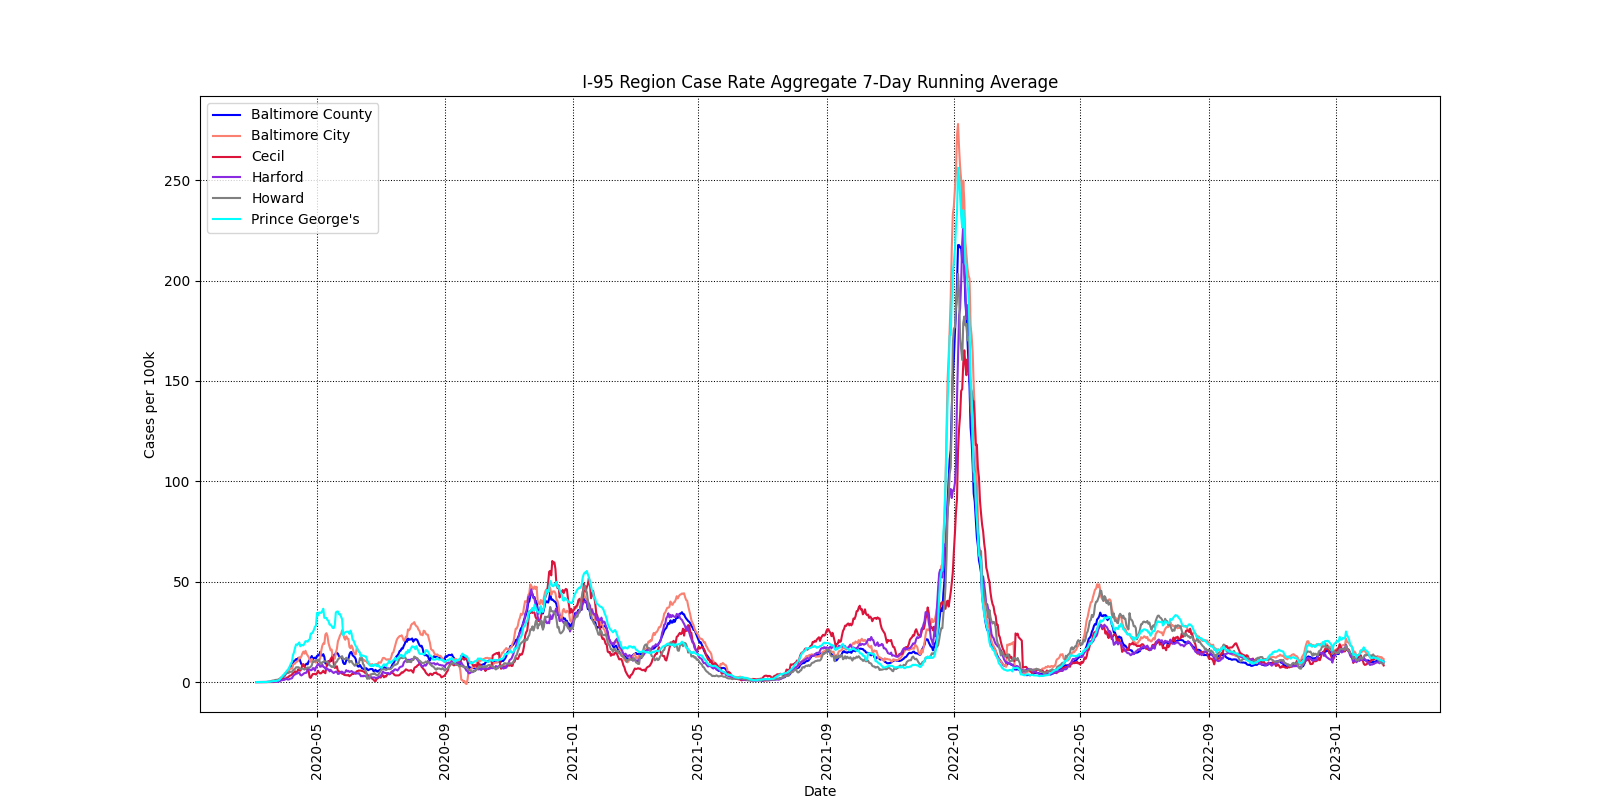 I-95 Region Case Rate Aggregate 7-Day Running Average
Baltimore County
Baltimore City
Cecil
Harford
Howard
Prince George's
250
200
150
100
50
0
Cases per 100k
2020-05
2020-09
2021-01
2021-05
2021-09
2022-01
2022-05
2022-09
2023-01
Date